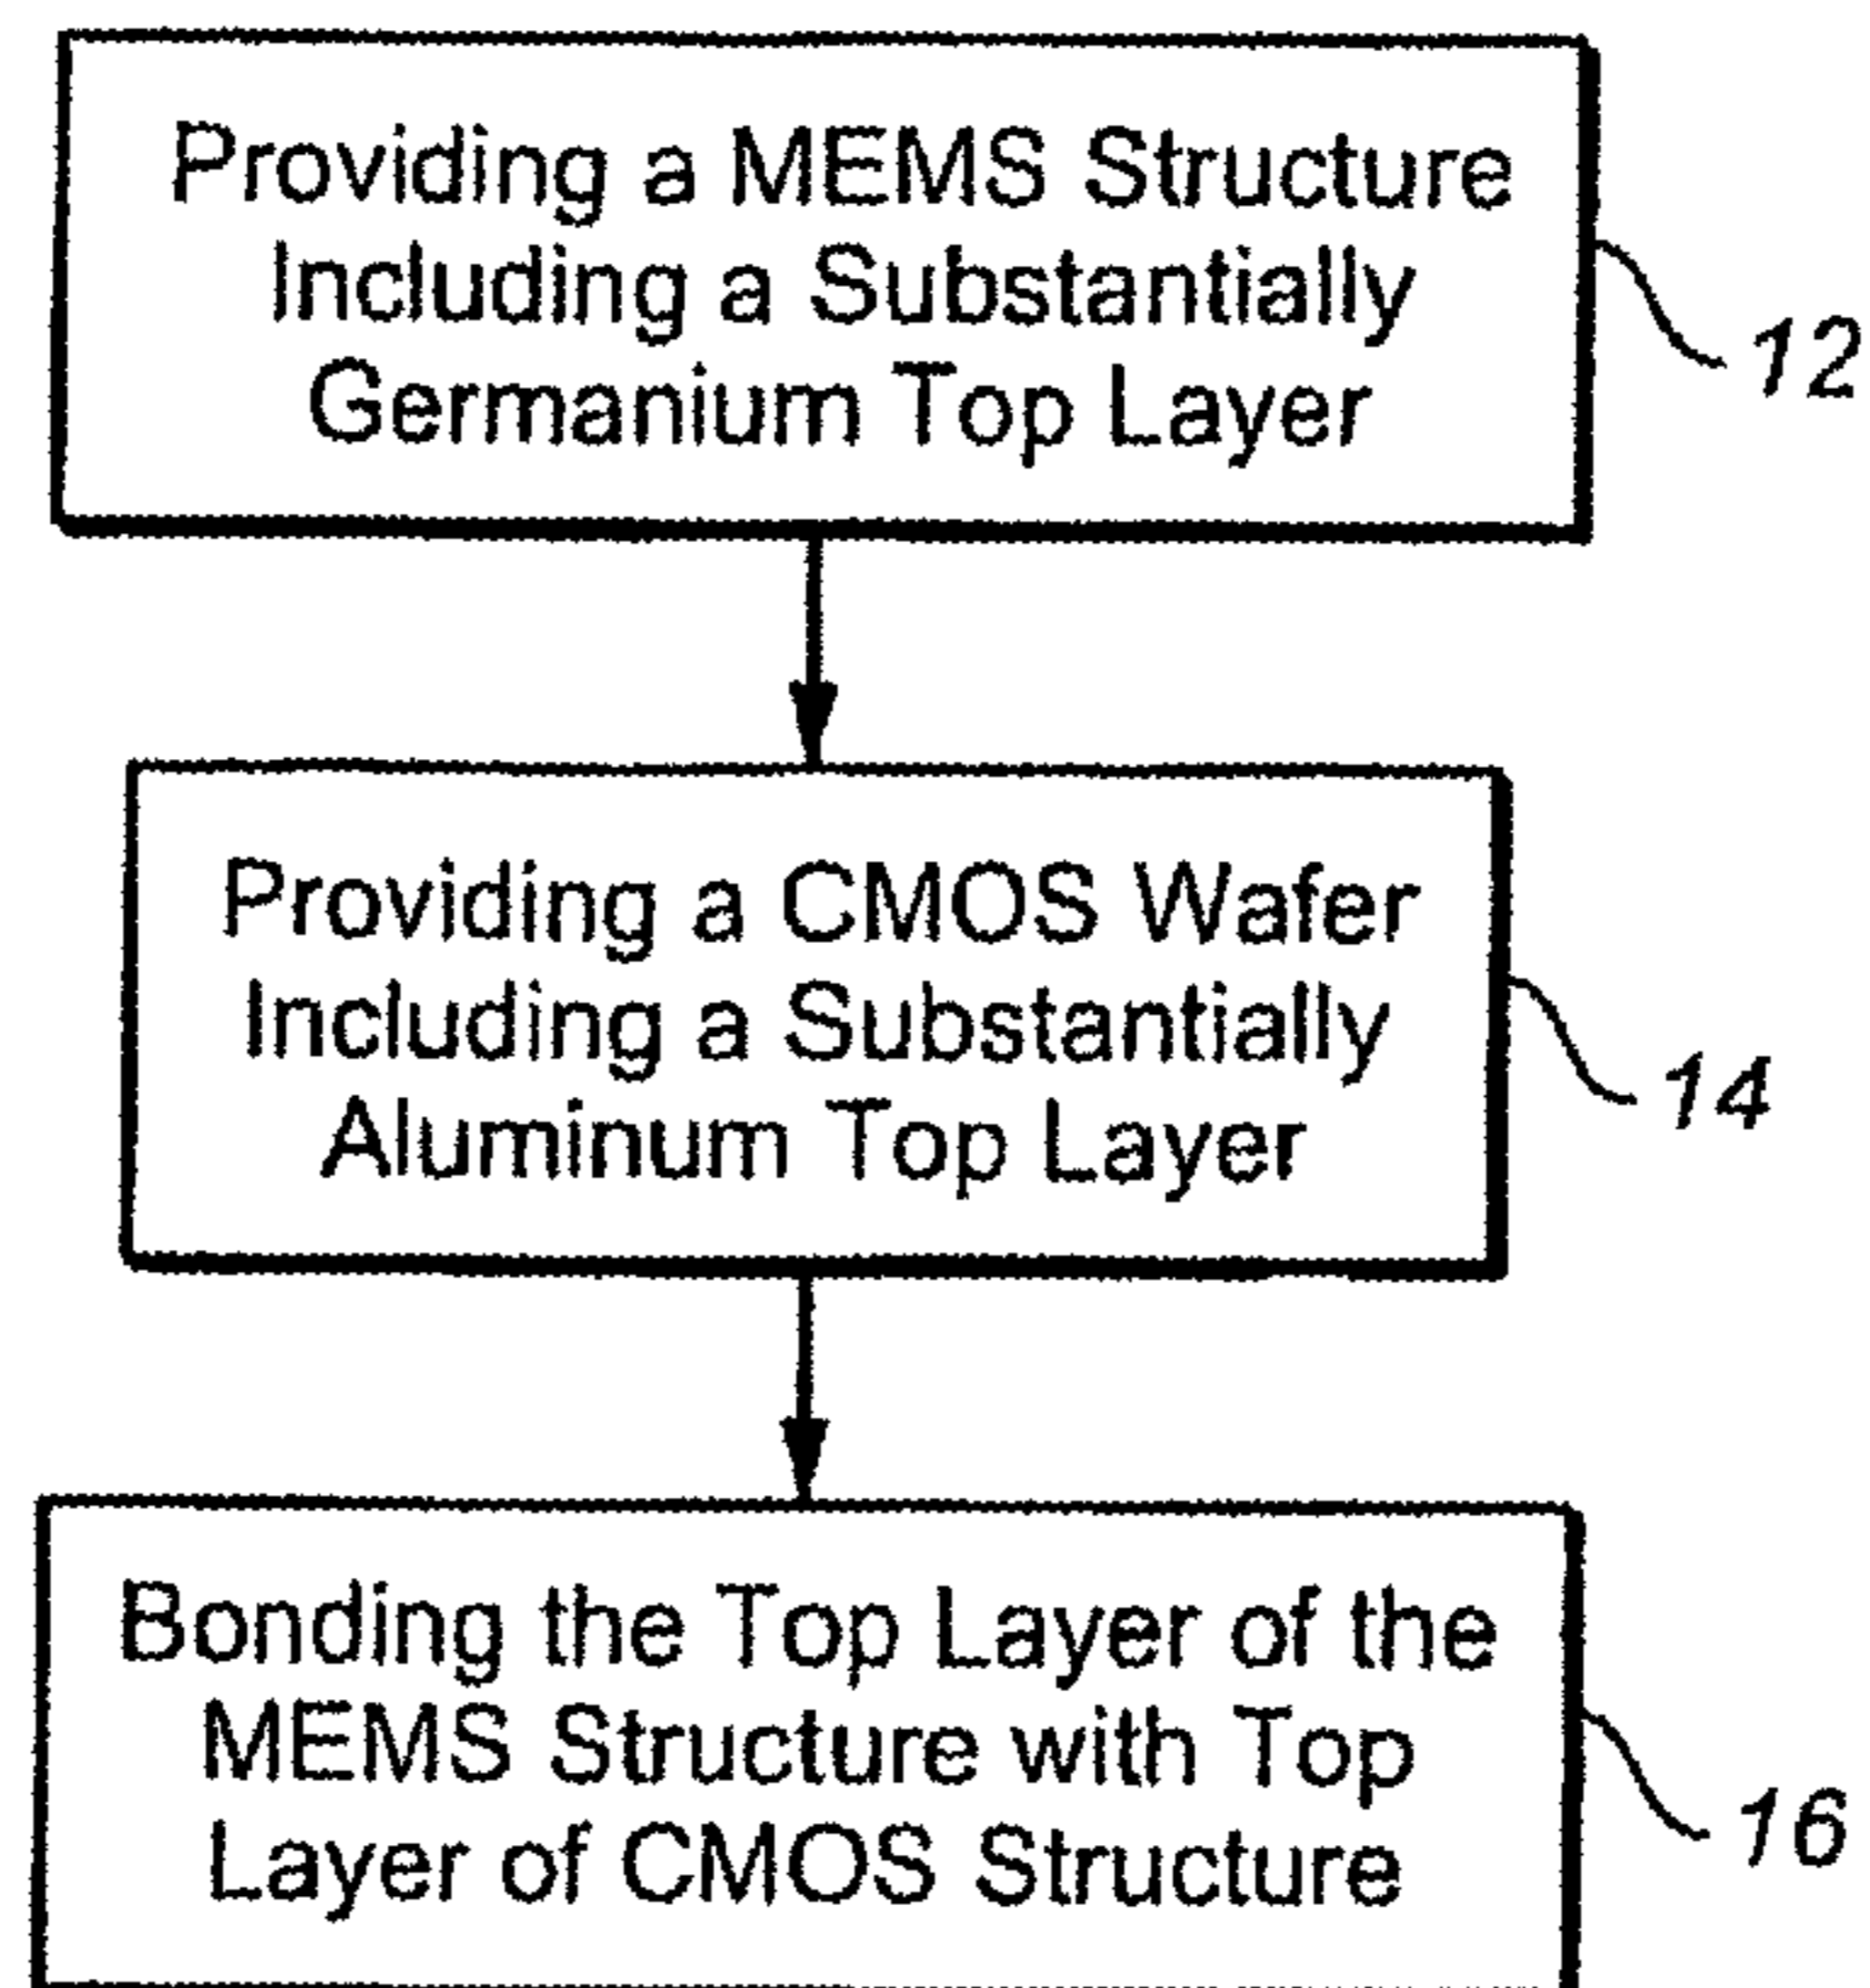 Providing a MEMS Structure
Including a Substantially
Germanium Top Layer
12
Providing a CMOS Wafer
Including a Substantially
Aluminum Top Layer
14
Bonding the Top Layer of the
MEMS Structure with Top
Layer of CMOS Structure
16